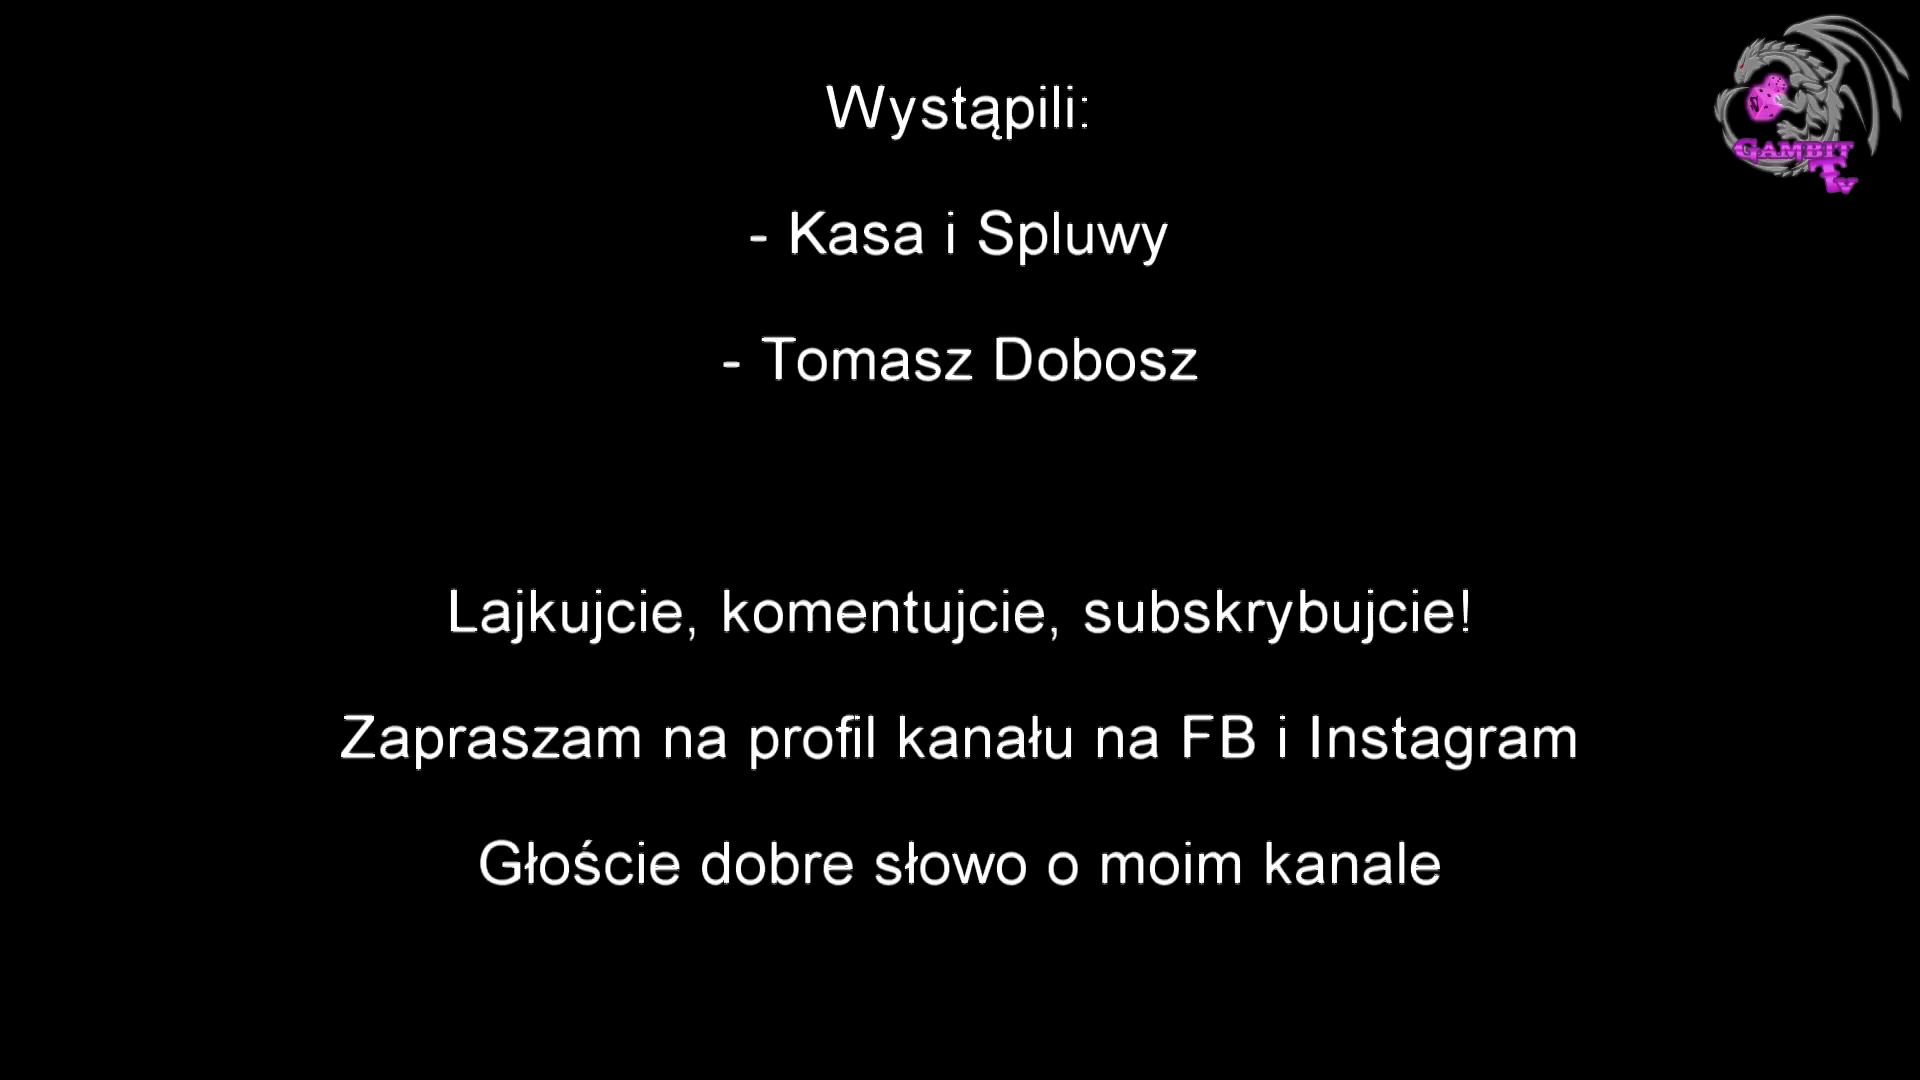 Wystąpili:
- Kasa i Spluwy
- Tomasz Dobosz
Lajkujcie, komentujcie, subskrybujcie!
Zapraszam na profil kanału na FB i Instagram
Głoście dobre słowo o moim kanale
Gambit
Tv